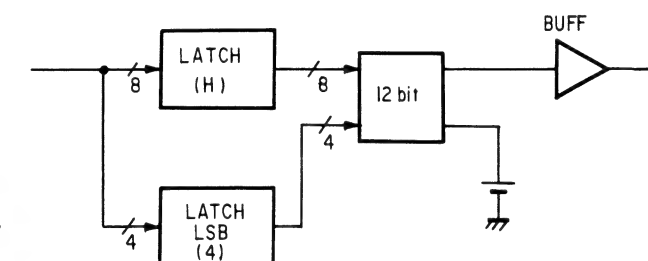 BUFF
LATCH
(H)
8
8
12 bit
4
LATCH
LSB
(4)
4